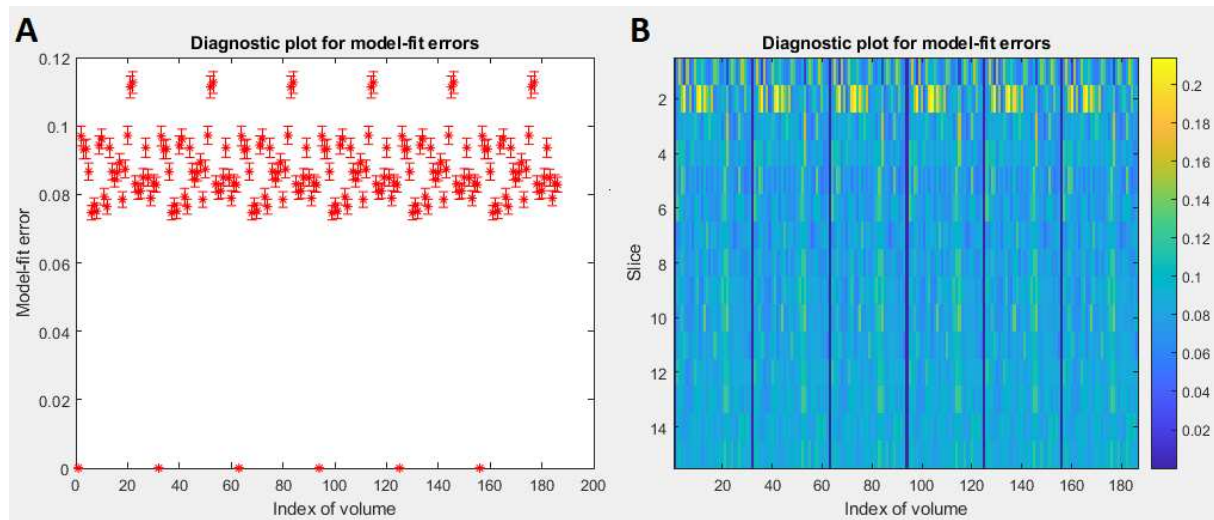 A
Diagnostic plot for model-fit errors
0.12
0.1
0.08
0.06
0.04
0.02
0
Model-fit error
0 20 40 60 80 100 120 140 160 180 200
Index of volume
B
Diagnostic plot for model-fit errors
2
4
6
8
10
12
14
Slice
20 40 60 80 100 120 140 160 180
Index of volume
0.2
0.18
0.16
0.14
0.12
0.1
0.08
0.06
0.04
0.02